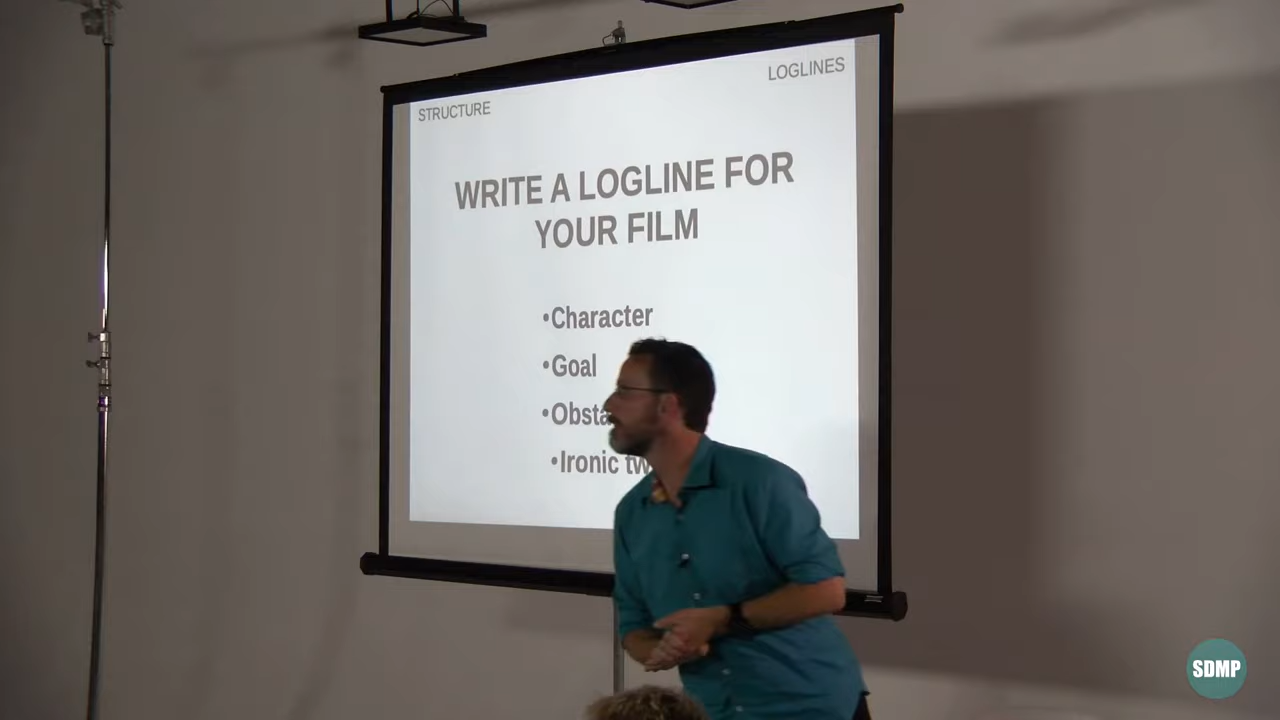 STRUCTURE
LOGLINES
WRITE A LOGLINE FOR
YOUR FILM
•Character
•Goal
•
•Ironic
SDMP